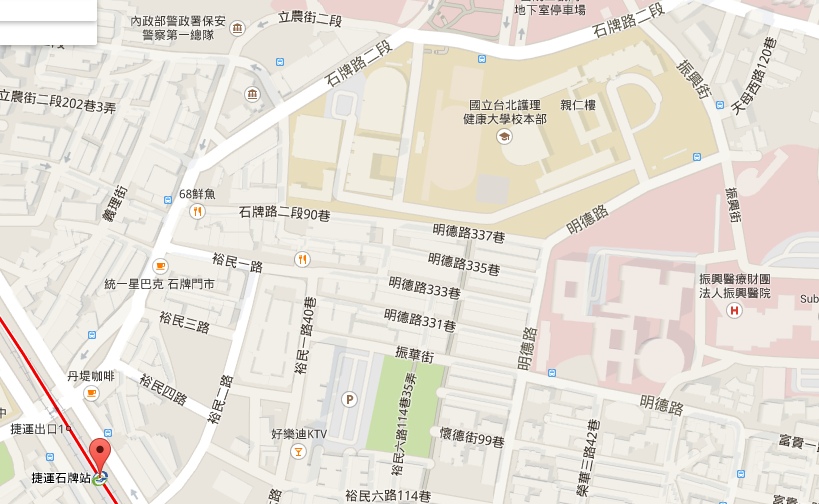 地下室停車場
內政部警政署保安
警察第一總隊
立農街二段
石牌路二段
石牌路二段
振興街
天母西路120巷
立農街二段202巷3弄
國立台北護理
健康大學校本部
親仁樓
義理街
68鮮魚
石牌路二段90巷
明德路337巷
明德路
振興街
裕民一路
明德路335巷
統一星巴克 石牌門市
明德路333巷
振興醫療財團
法人振興醫院
Sub
裕民三路
裕民一路40巷
明德路331巷
明德路
振華街
丹堤咖啡
裕民四路
裕民二路
P
裕民六路114巷35弄
明德路
中
捷運出口1
好樂迪KTV
懷德街99巷
榮華三路42巷
富貴一
捷運石牌站
路
裕民六路114巷
富貴